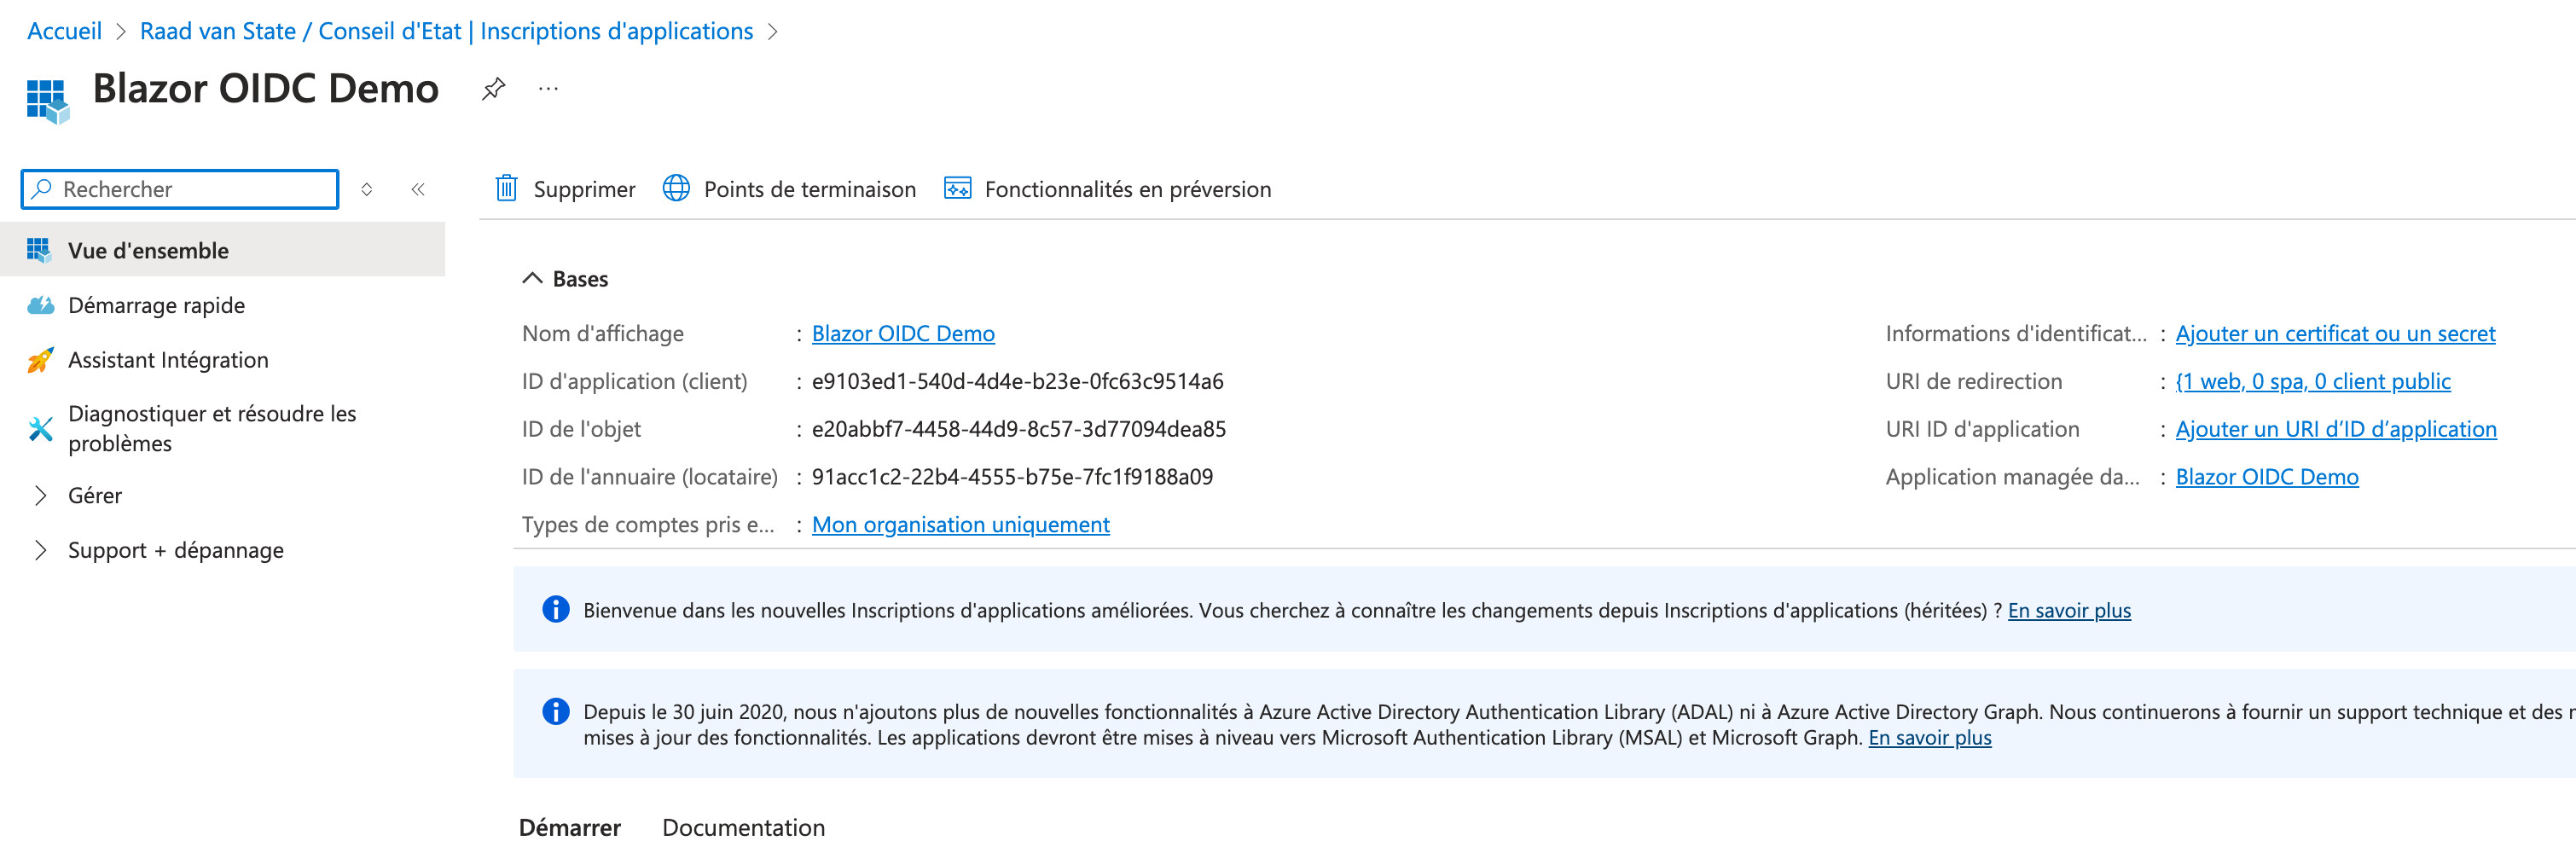 Accueil > Raad van State / Conseil d'Etat | Inscriptions d'applications >
Blazor OIDC Demo
Rechercher
Supprimer Points de terminaison Fonctionnalités en préversion
Vue d'ensemble
Démarrage rapide
Assistant Intégration
Diagnostiquer et résoudre les
problèmes
Gérer
Support + dépannage
Bases
Nom d'affichage : Blazor OIDC Demo
ID d'application (client) : e9103ed1-540d-4d4e-b23e-0fc63c9514a6
ID de l'objet : e20abbf7-4458-44d9-8c57-3d77094dea85
ID de l'annuaire (locataire) : 91acc1c2-22b4-4555-b75e-7fc1f9188a09
Types de comptes pris e... : Mon organisation uniquement
Informations d'identificat... : Ajouter un certificat ou un secret
URI de redirection : {1 web, 0 spa, 0 client public
URI ID d'application : Ajouter un URI d’ID d’application
Application managée da... : Blazor OIDC Demo
Bienvenue dans les nouvelles Inscriptions d'applications améliorées. Vous cherchez à connaître les changements depuis Inscriptions d'applications (héritées) ? En savoir plus
Depuis le 30 juin 2020, nous n'ajoutons plus de nouvelles fonctionnalités à Azure Active Directory Authentication Library (ADAL) ni à Azure Active Directory Graph. Nous continuerons à fournir un support technique et des
mises à jour des fonctionnalités. Les applications devront être mises à niveau vers Microsoft Authentication Library (MSAL) et Microsoft Graph. En savoir plus
Démarrer Documentation